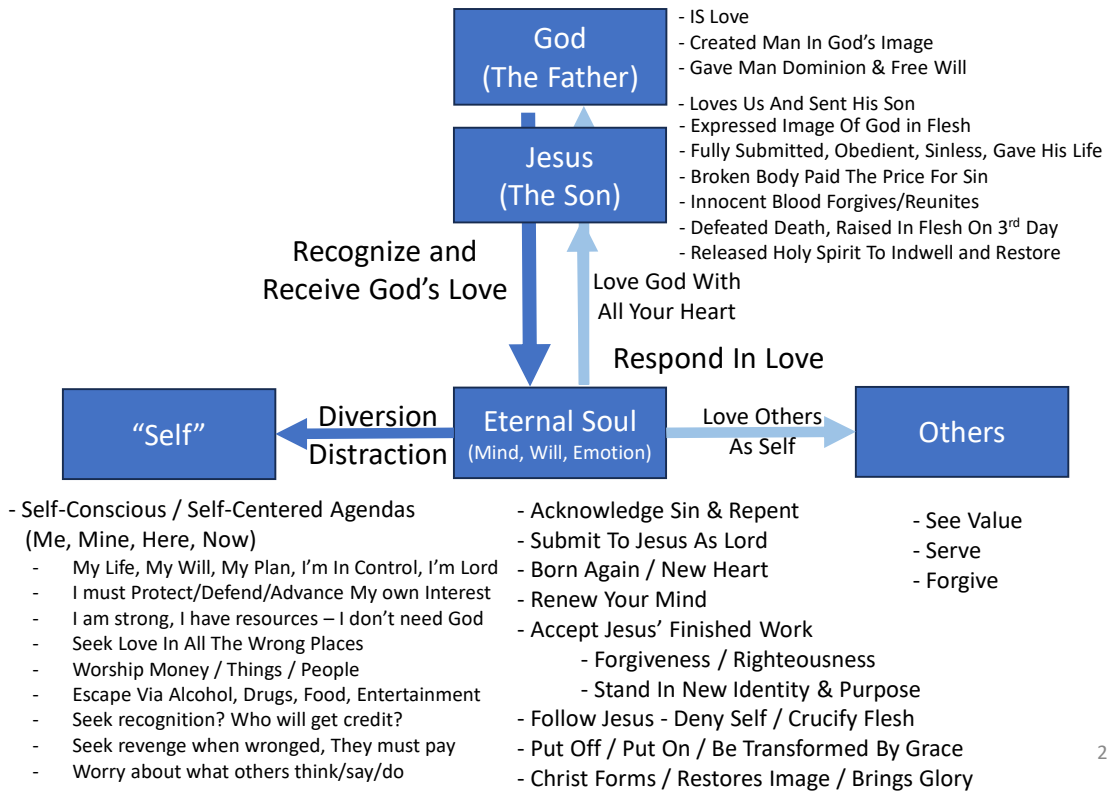 God
(The Father)
- IS Love
- Created Man In God's Image
- Gave Man Dominion & Free Will
- Loves Us And Sent His Son
Jesus
(The Son)
- Expressed Image Of God in Flesh
- Fully Submitted, Obedient, Sinless, Gave His Life
- Broken Body Paid The Price For Sin
- Innocent Blood Forgives/Reunites
- Defeated Death, Raised In Flesh On 3rd Day
- Released Holy Spirit To Indwell and Restore
Recognize and
Receive God's Love
Love God With
All Your Heart
Respond In Love
"Self"
Diversion
Distraction
Eternal Soul
(Mind, Will, Emotion)
Love Others
As Self
Others
- Self-Conscious / Self-Centered Agendas
(Me, Mine, Here, Now)
- My Life, My Will, My Plan, I'm In Control, I'm Lord
- I must Protect/Defend/Advance My own Interest
- I am strong, I have resources – I don't need God
- Seek Love In All The Wrong Places
- Worship Money / Things / People
- Escape Via Alcohol, Drugs, Food, Entertainment
- Seek recognition? Who will get credit?
- Seek revenge when wronged, They must pay
- Worry about what others think/say/do
- Acknowledge Sin & Repent
- Submit To Jesus As Lord
- Born Again / New Heart
- Renew Your Mind
- Accept Jesus' Finished Work
- Forgiveness / Righteousness
- Stand In New Identity & Purpose
- Follow Jesus - Deny Self / Crucify Flesh
- Put Off / Put On / Be Transformed By Grace
- Christ Forms / Restores Image / Brings Glory
- See Value
- Serve
- Forgive
2